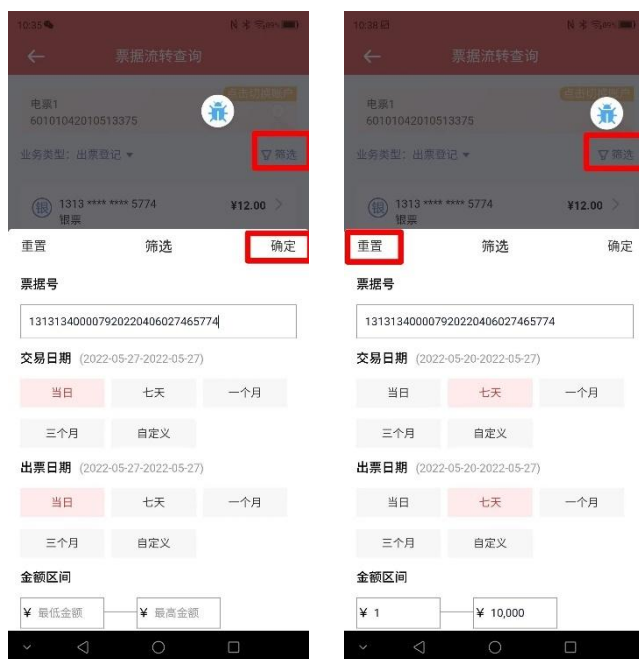 10:35
票据流转查询
点击切换账户
电票1
60101042010513375
业务类型：出票登记
筛选
银
1313 **** **** 5774
¥12.00
银票
重置
筛选
确定
票据号
131313400007920220406027465774
交易日期 (2022-05-27-2022-05-27)
当日
七天
一个月
三个月
自定义
出票日期 (2022-05-27-2022-05-27)
当日
七天
一个月
三个月
自定义
金额区间
¥ 最低金额
¥ 最高金额
10:38
票据流转查询
电票1
60101042010513375
业务类型：出票登记
筛选
银
1313 **** **** 5774
¥12.00
银票
重置
筛选
确定
票据号
131313400007920220406027465774
交易日期 (2022-05-20-2022-05-27)
当日
七天
一个月
三个月
自定义
出票日期 (2022-05-20-2022-05-27)
当日
七天
一个月
三个月
自定义
金额区间
¥ 1
¥ 10,000